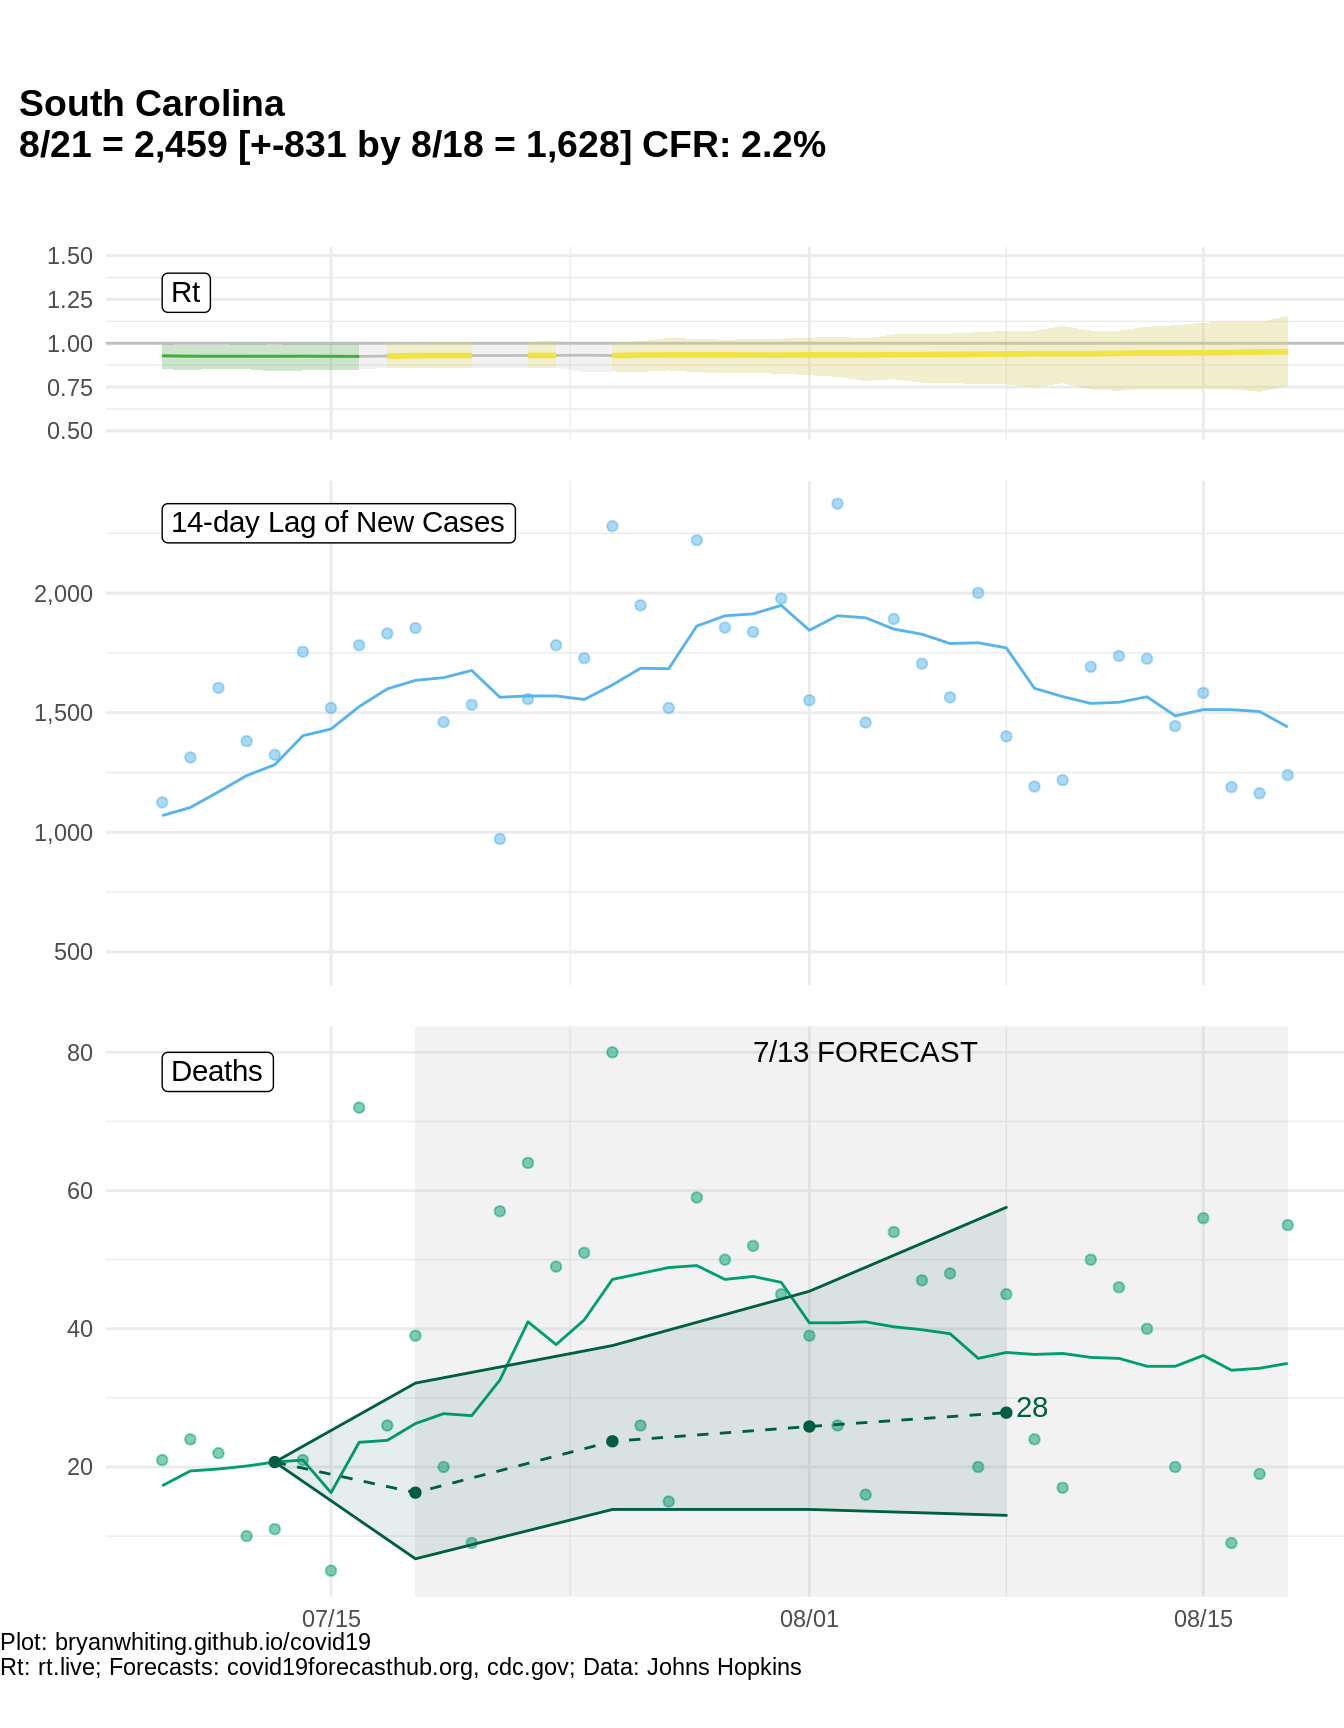 South Carolina
8/21 = 2,459 [+-831 by 8/18 = 1,628] CFR: 2.2%
1.50
Rt
1.25
1.00
0.75
0.50
14-day Lag of New Cases
2,000
1,500
1,000
500
80
7/13 FORECAST
Deaths
60
40
28
20
07/15
08/01
08/15
Plot: bryanwhiting.github.io/covid19
Rt: rt.live; Forecasts: covid19forecasthub.org, cdc.gov; Data: Johns Hopkins